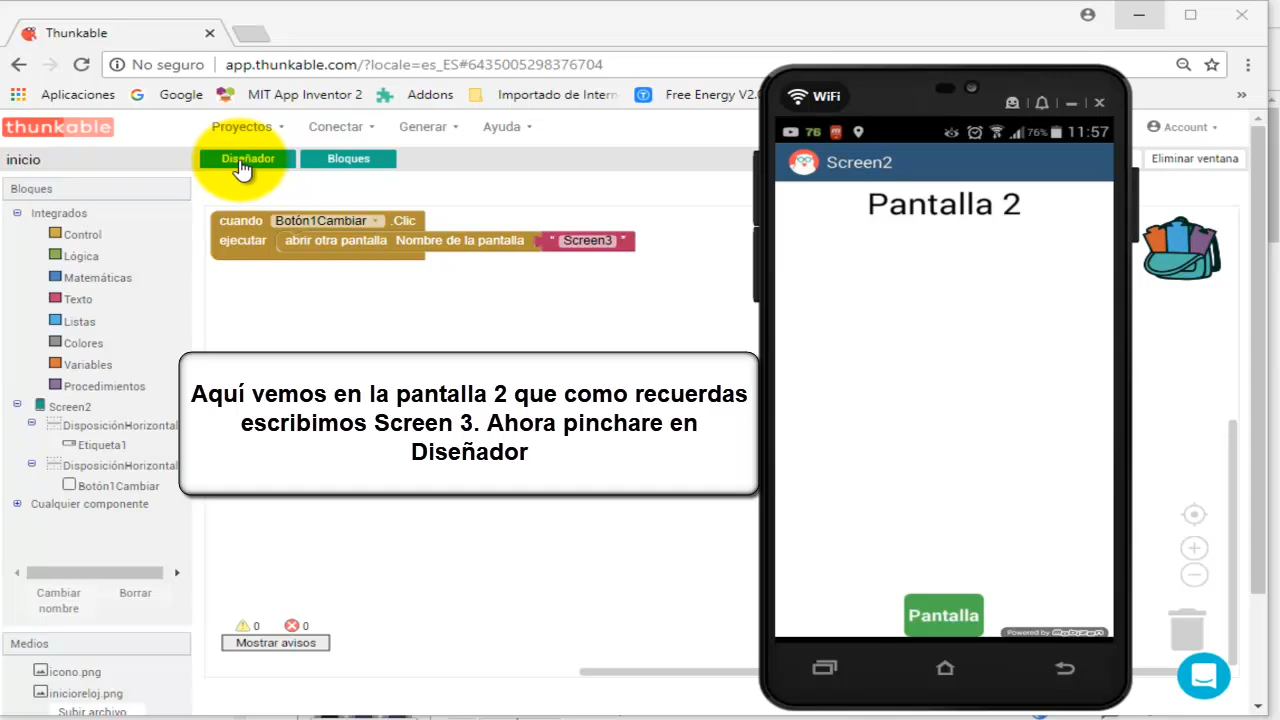 Thunkable
No seguro
app.thunkable.com/?locale=es_ES#6435005298376704
Aplicaciones
Google
MIT App Inventor 2
Addons
Importado de Intern
Free Energy V2.0
»
thunkable
Proyectos
Conectar
Generar
Ayuda
Account
inicio
Diseñador
Bloques
Eliminar ventana
Bloques
Integrados
Control
Lógica
Matemáticas
Texto
Listas
Colores
Variables
Procedimientos
Screen2
DisposiciónHorizontal
Etiqueta1
DisposiciónHorizontal
Botón1Cambiar
Cualquier componente
Cambiar
nombre
Borrar
Medios
icono.png
inicioreloj.png
Subir archivo
cuando Botón1Cambiar .Clic
ejecutar abrir otra pantalla Nombre de la pantalla " Screen3 "
Aquí vemos en la pantalla 2 que como recuerdas
escribimos Screen 3. Ahora pinchare en
Diseñador
0 0
Mostrar avisos
WiFi
76
76% 11:57
Screen2
Pantalla 2
Pantalla
Powered by Mobizen